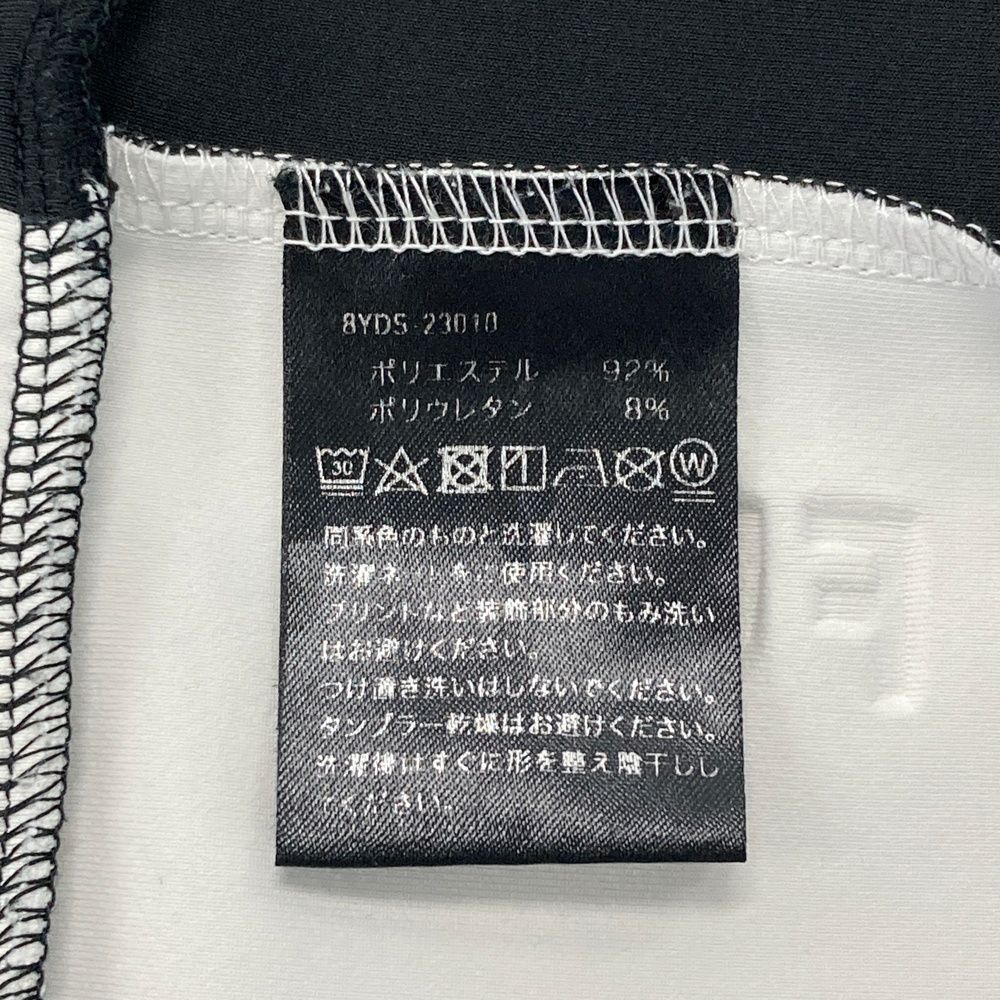 8YDS-23010
ポリエステル 92%
ポリウレタン 8%
30 W
同系色のものと洗濯してください。
洗濯ネットをご使用ください。
プリントなど装飾部分のもみ洗い
はお避けください。
つけ置き洗いはしないでください。
タンブラー乾燥はお避けください。
洗濯後はすぐに形を整え陰干しし
てください。